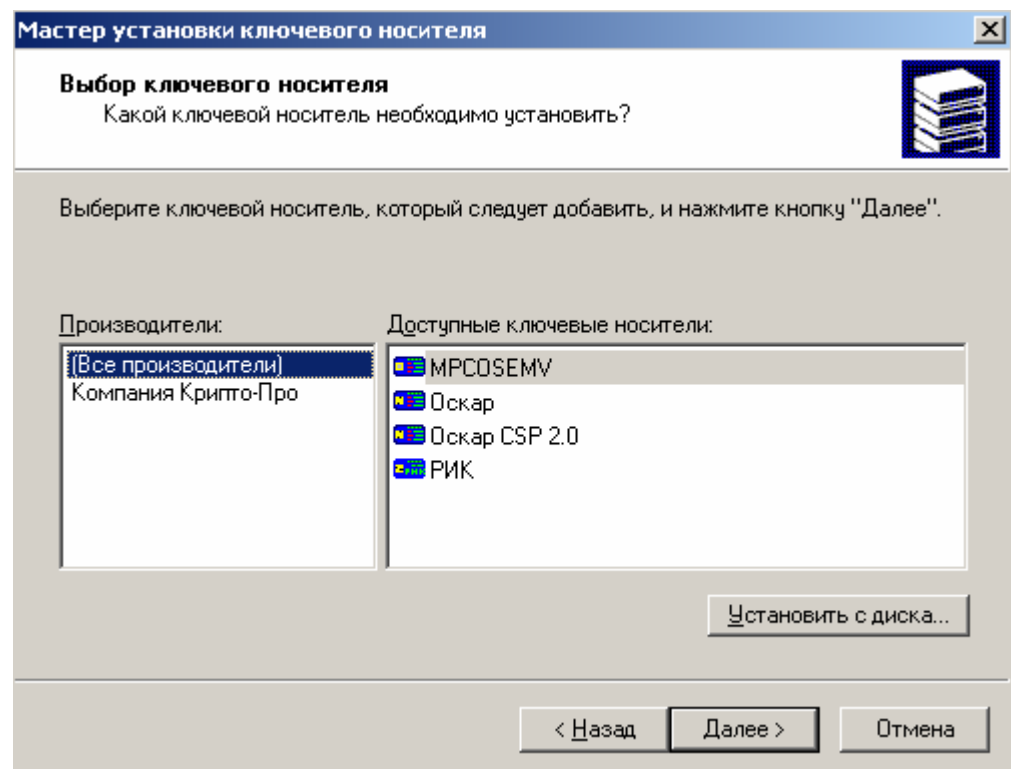 Мастер установки ключевого носителя
Выбор ключевого носителя
Какой ключевой носитель необходимо установить?
Выберите ключевой носитель, который следует добавить, и нажмите кнопку "Далее".
Производители:
Доступные ключевые носители:
(Все производители)
Компания Крипто-Про
MPCOSEMV
Оскар
Оскар CSP 2.0
РИК
Установить с диска...
< Назад
Далее >
Отмена